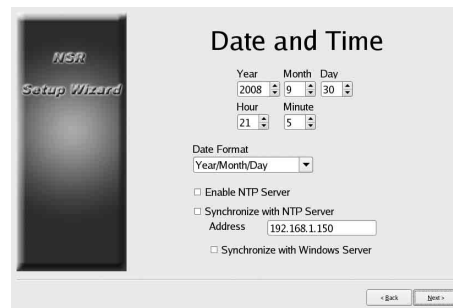 NSR
Setup Wizard
Date and Time
Year Month Day
2008 9 30
Hour Minute
21 5
Date Format
Year/Month/Day
Enable NTP Server
Synchronize with NTP Server
Address 192.168.1.150
Synchronize with Windows Server
< Back Next >